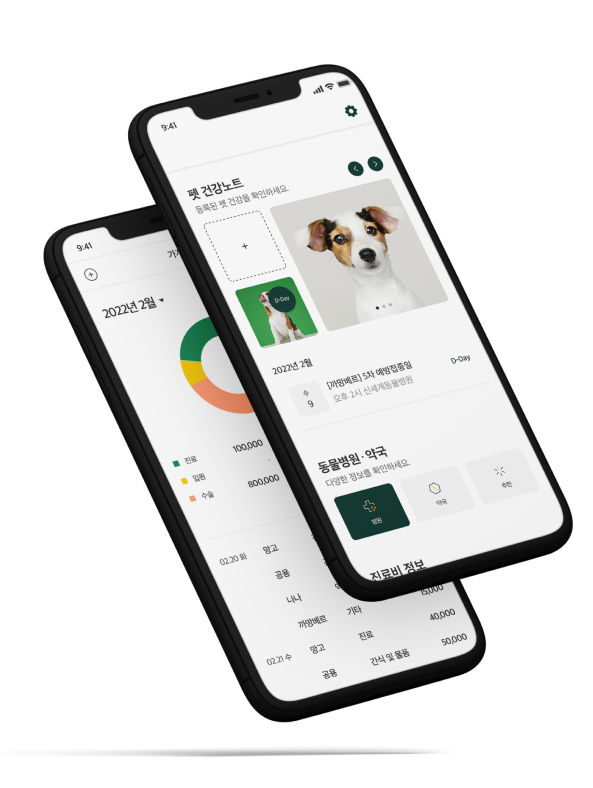 9:41
펫 건강노트
등록된 펫 건강을 확인하세요.
+
D-Day
2022년 2월
수
9
[까망베르] 5차 예방접종일
오후 2시 신세계동물병원
D-Day
동물병원 · 약국
다양한 정보를 확인하세요.
병원
약국
추천
진료비 정보
9:41
2022년 2월
진료
100,000
입원
수술
800,000
02.20 화
망고
공용
나나
까망베르
기타
15,000
02.21 수
망고
진료
40,000
공용
간식 및 물품
50,000